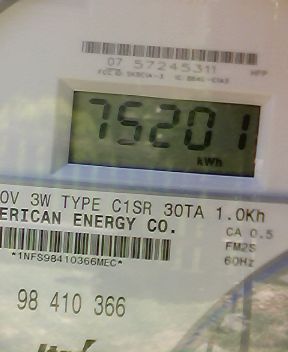 07 57245311
75201
kWh
0V 3W TYPE C1SR 30TA 1.0Kh
ERICAN ENERGY CO.
CA 0.5
FM2S
60Hz
*1NFS98410366MEC*
98 410 366